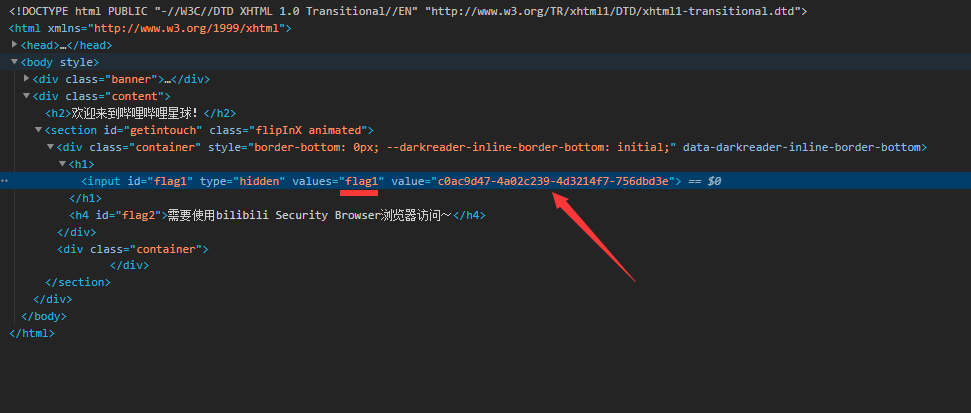 <!DOCTYPE html PUBLIC "-//W3C//DTD XHTML 1.0 Transitional//EN" "http://www.w3.org/TR/xhtml1/DTD/xhtml1-transitional.dtd">
<html xmlns="http://www.w3.org/1999/xhtml">
<head>…</head>
<body style>
<div class="banner">…</div>
<div class="content">
<h2>欢迎来到哔哩哔哩星球！</h2>
<section id="getintouch" class="flipInX animated">
<div class="container" style="border-bottom: 0px; --darkreader-inline-border-bottom: initial;" data-darkreader-inline-border-bottom>
<h1>
<input id="flag1" type="hidden" values="flag1" value="c0ac9d47-4a02c239-4d3214f7-756dbd3e"> == $0
</h1>
<h4 id="flag2">需要使用bilibili Security Browser浏览器访问～</h4>
</div>
<div class="container">
</div>
</section>
</div>
</body>
</html>